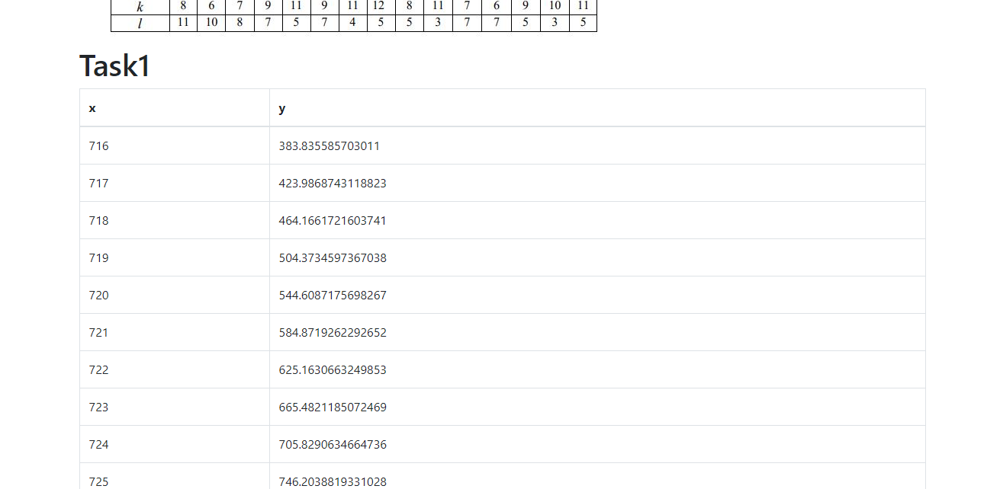 k 8 6 7 9 11 9 11 12 8 11 7 6 9 10 11
l 11 10 8 7 5 7 4 5 5 3 7 7 5 3 5
Task1
x y
716 383.835585703011
717 423.9868743118823
718 464.1661721603741
719 504.3734597367038
720 544.6087175698267
721 584.8719262292652
722 625.1630663249853
723 665.4821185072469
724 705.8290634664736
725 746.2038819331028